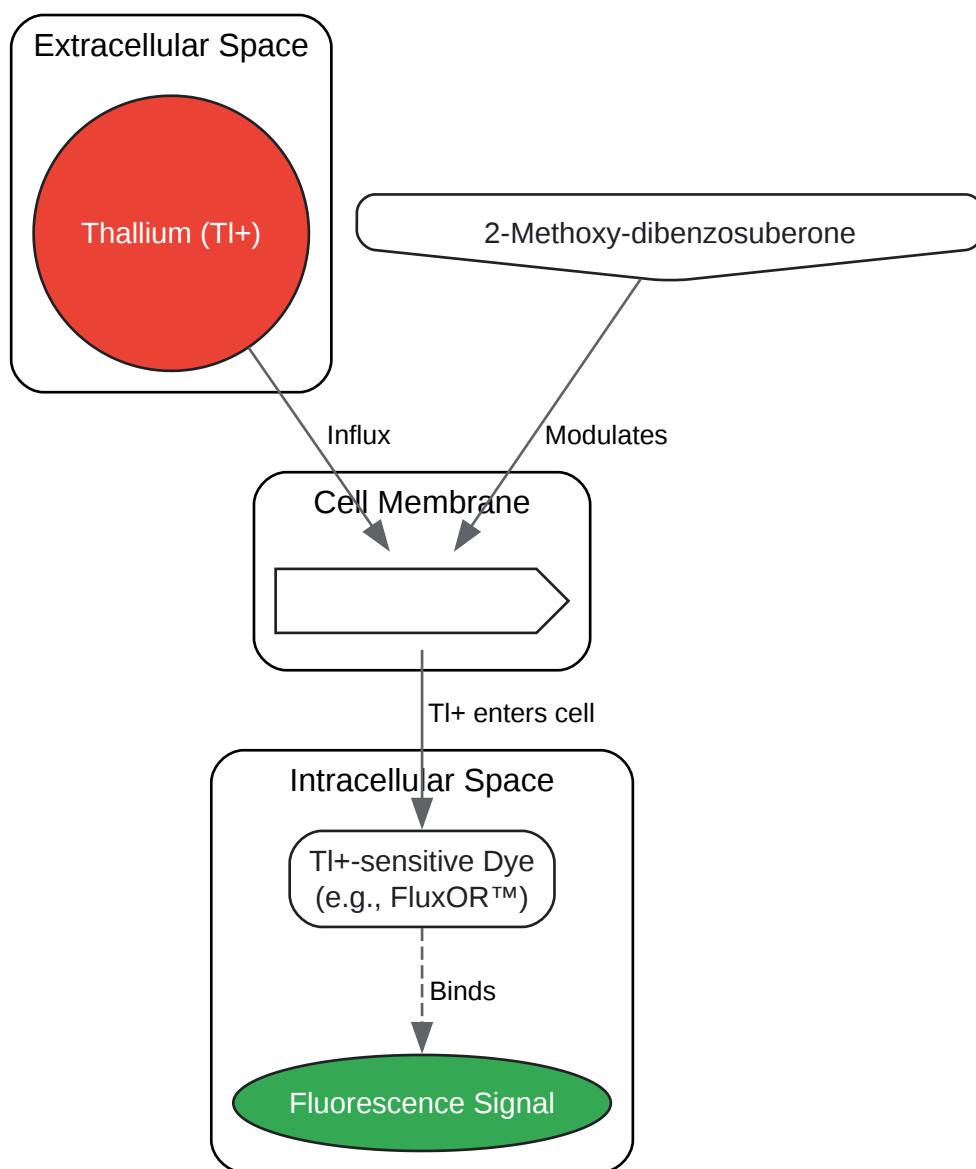 Extracellular Space
Thallium (Tl+)
2-Methoxy-dibenzosuberone
Influx
Modulates
Cell Membrane
Tl+ enters cell
Intracellular Space
Tl+-sensitive Dye
(e.g., FluxOR™)
Binds
Fluorescence Signal